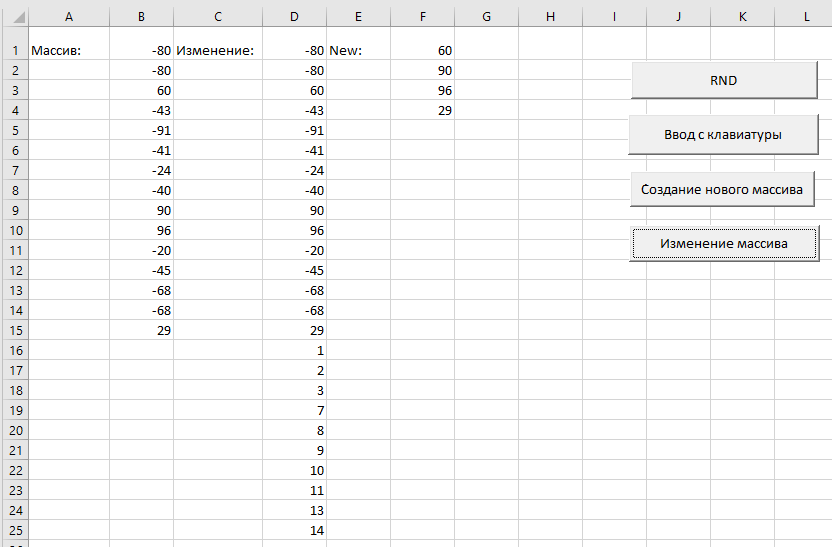 A B C D E F G H I J K L
1 Массив: -80 Изменение: -80 New: 60
2 -80 -80 90
3 60 60 96
4 -43 -43 29
5 -91 -91
6 -41 -41
7 -24 -24
8 -40 -40
9 90 90
10 96 96
11 -20 -20
12 -45 -45
13 -68 -68
14 -68 -68
15 29 29
16 1
17 2
18 3
19 7
20 8
21 9
22 10
23 11
24 13
25 14
RND
Ввод с клавиатуры
Создание нового массива
Изменение массива